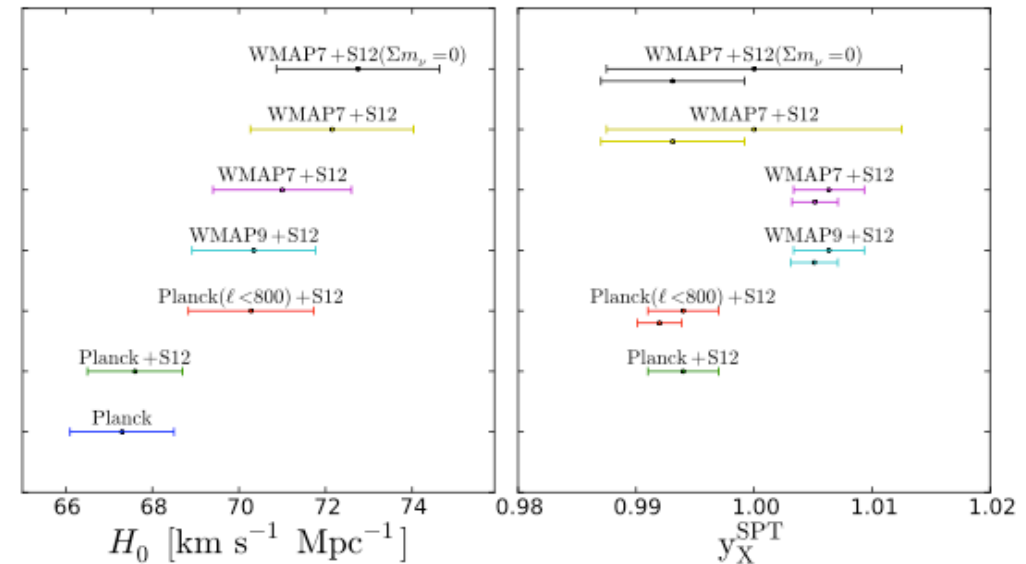 WMAP7+S12(Σm_ν=0)
WMAP7+S12
WMAP7+S12
WMAP9+S12
Planck(ℓ<800)+S12
Planck+S12
Planck
66 68 70 72 74
H_0 [km s^{-1} Mpc^{-1}]
WMAP7+S12(Σm_ν=0)
WMAP7+S12
WMAP7+S12
WMAP9+S12
Planck(ℓ<800)+S12
Planck+S12
0.98 0.99 1.00 1.01 1.02
y_X^{SPT}